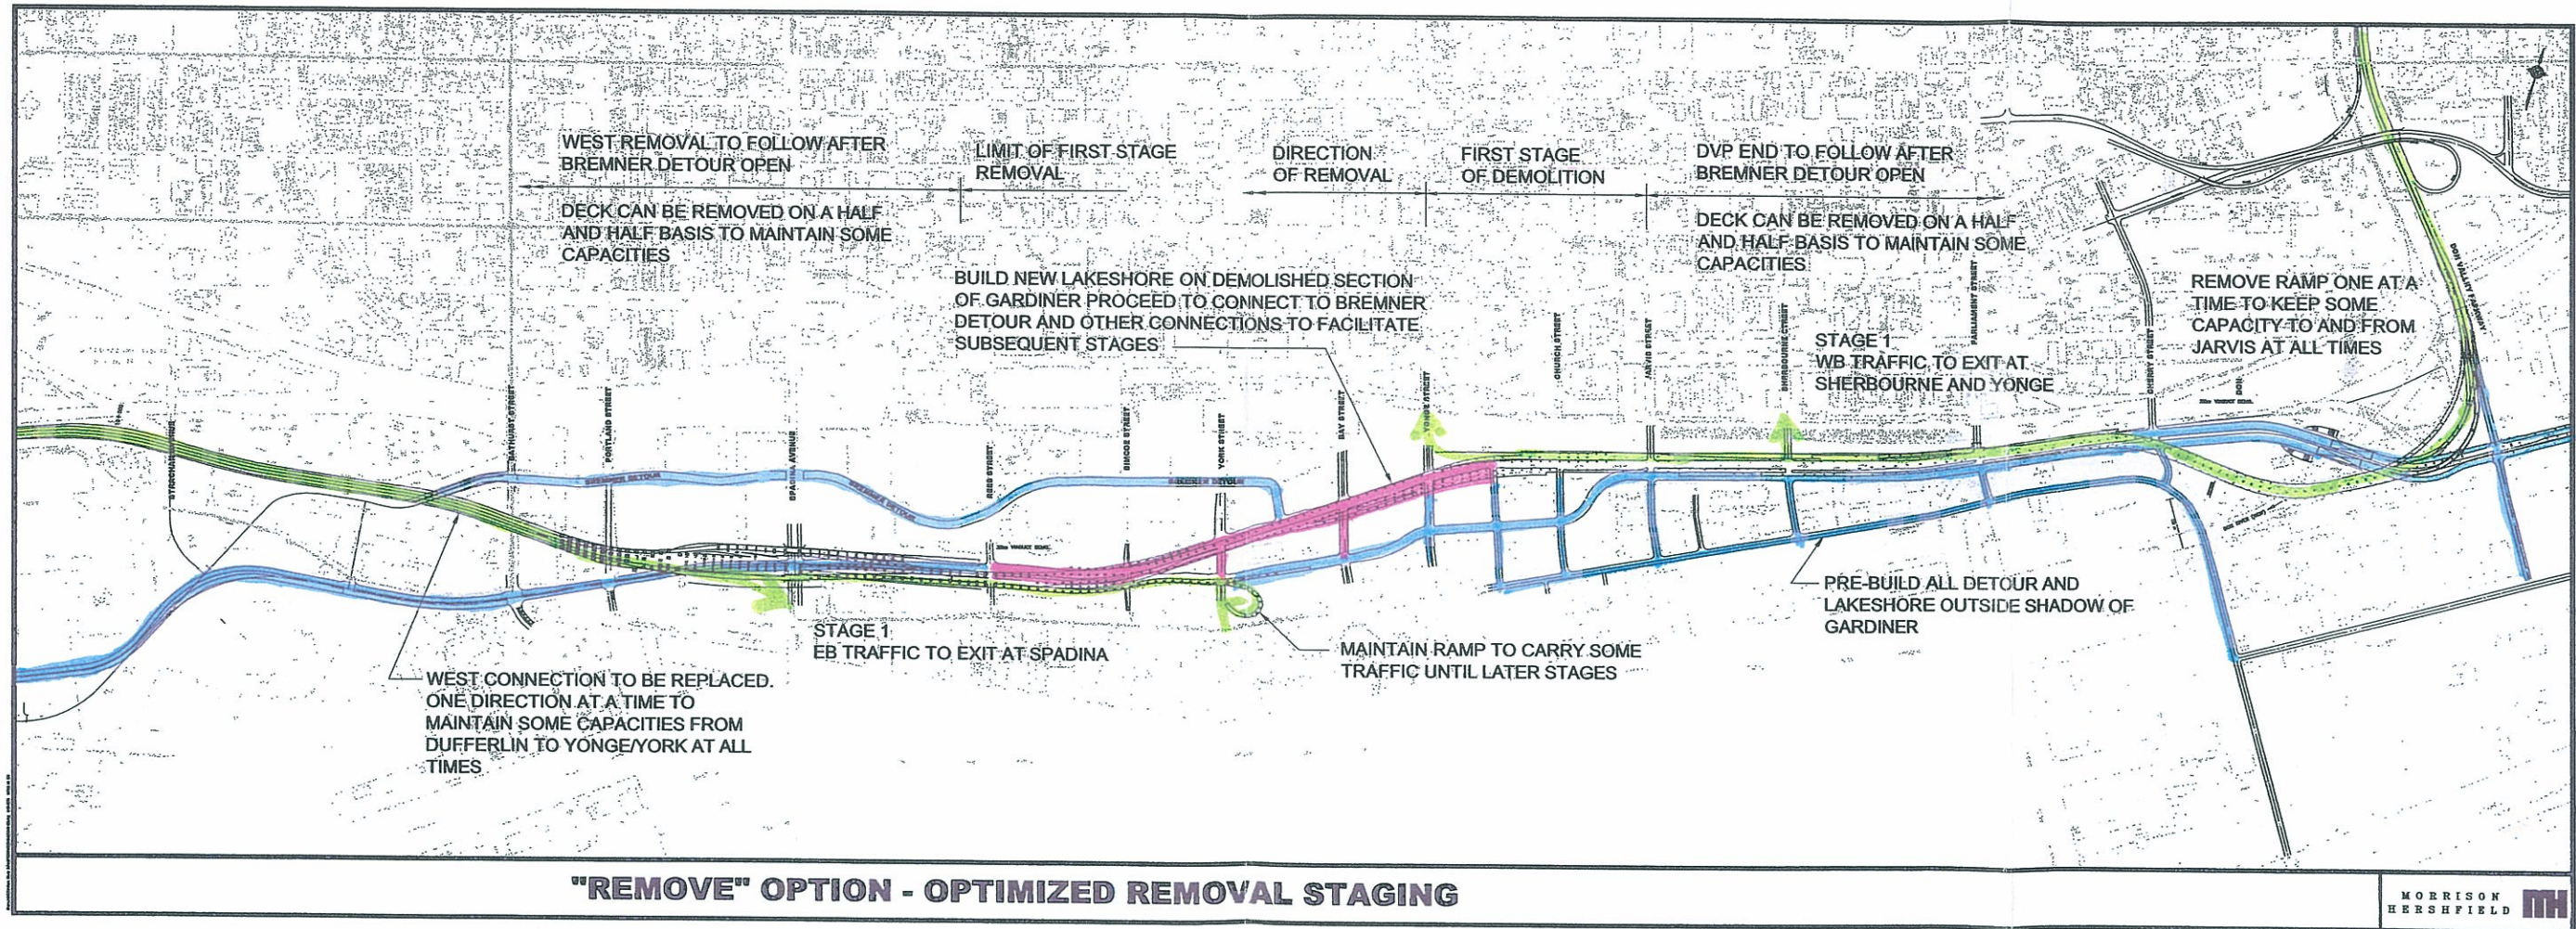 WEST REMOVAL TO FOLLOW AFTER
BREMNER DETOUR OPEN
DECK CAN BE REMOVED ON A HALF
AND HALF BASIS TO MAINTAIN SOME
CAPACITIES
LIMIT OF FIRST STAGE
REMOVAL
DIRECTION
OF REMOVAL
FIRST STAGE
OF DEMOLITION
DVP END TO FOLLOW AFTER
BREMNER DETOUR OPEN
DECK CAN BE REMOVED ON A HALF
AND HALF BASIS TO MAINTAIN SOME
CAPACITIES
BUILD NEW LAKESHORE ON DEMOLISHED SECTION
OF GARDINER PROCEED TO CONNECT TO BREMNER
DETOUR AND OTHER CONNECTIONS TO FACILITATE
SUBSEQUENT STAGES
REMOVE RAMP ONE AT A
TIME TO KEEP SOME
CAPACITY TO AND FROM
JARVIS AT ALL TIMES
STAGE 1
WB TRAFFIC TO EXIT AT
SHERBOURNE AND YONGE
DON VALLEY PARKWAY
BATHURST STREET
PORTLAND STREET
SPADINA AVENUE
REES STREET
SIMCOE STREET
YORK STREET
BAY STREET
YONGE STREET
CHURCH STREET
JARVIS STREET
SHERBOURNE STREET
PARLIAMENT STREET
CHERRY STREET
BREMNER DETOUR
BREMNER DETOUR
BREMNER DETOUR
STAGE 1
EB TRAFFIC TO EXIT AT SPADINA
MAINTAIN RAMP TO CARRY SOME
TRAFFIC UNTIL LATER STAGES
PRE-BUILD ALL DETOUR AND
LAKESHORE OUTSIDE SHADOW OF
GARDINER
WEST CONNECTION TO BE REPLACED.
ONE DIRECTION AT A TIME TO
MAINTAIN SOME CAPACITIES FROM
DUFFERLIN TO YONGE/YORK AT ALL
TIMES
"REMOVE" OPTION - OPTIMIZED REMOVAL STAGING
MORRISON
HERSHFIELD
MH